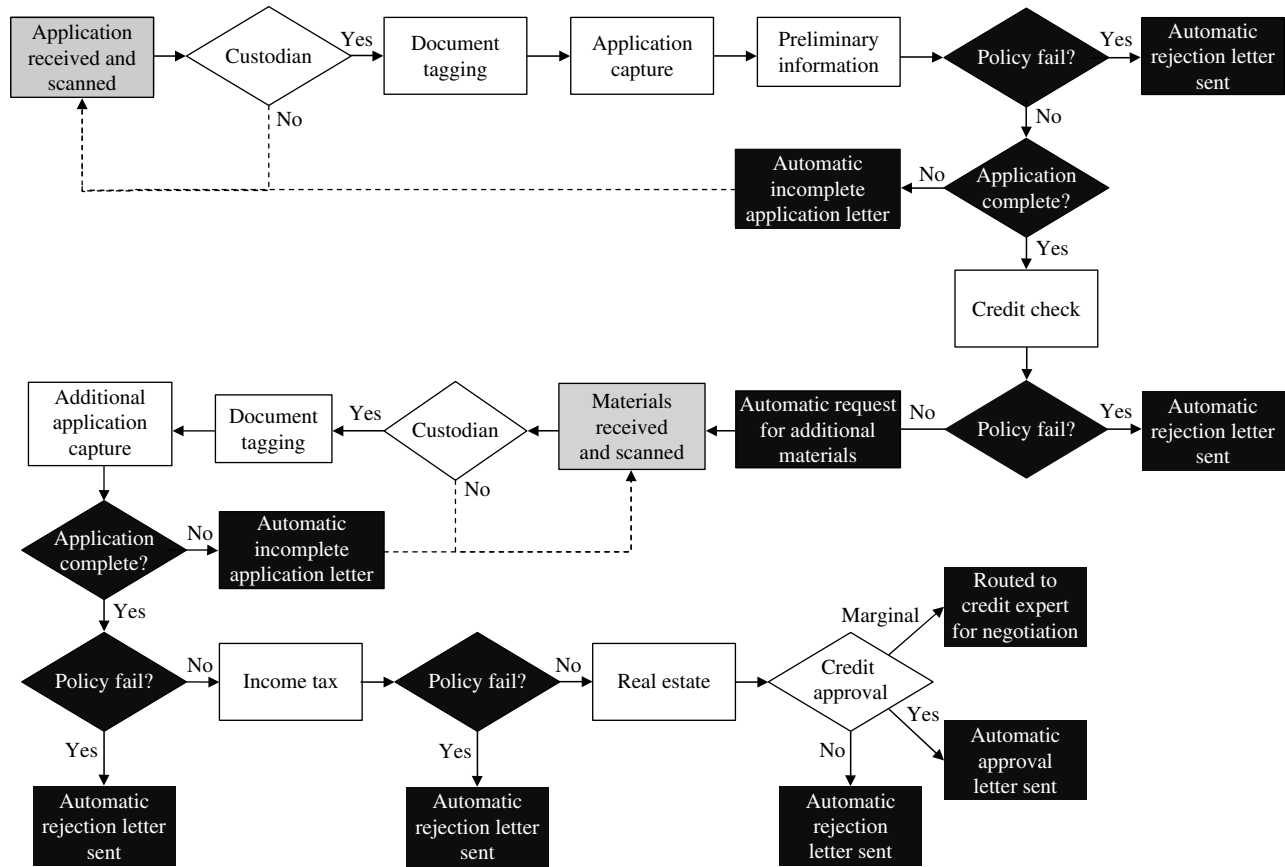 Application
received and
scanned
Custodian
Yes
No
Document
tagging
Application
capture
Preliminary
information
Policy fail?
Yes
Automatic
rejection letter
sent
No
Application
complete?
No
Automatic
incomplete
application letter
Yes
Credit check
Policy fail?
Yes
Automatic
rejection letter
sent
No
Automatic request
for additional
materials
Materials
received
and scanned
Custodian
No
Yes
Document
tagging
Additional
application
capture
Application
complete?
No
Automatic
incomplete
application letter
Yes
Policy fail?
Yes
Automatic
rejection letter
sent
No
Income tax
Policy fail?
Yes
Automatic
rejection letter
sent
No
Real estate
Credit
approval
Marginal
Routed to
credit expert
for negotiation
Yes
Automatic
approval
letter sent
No
Automatic
rejection
letter sent